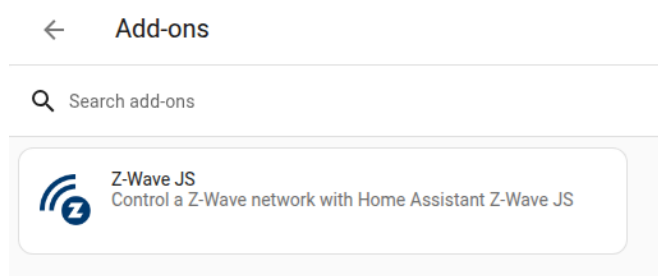 Add-ons
Search add-ons
Z-Wave JS
Control a Z-Wave network with Home Assistant Z-Wave JS
Z